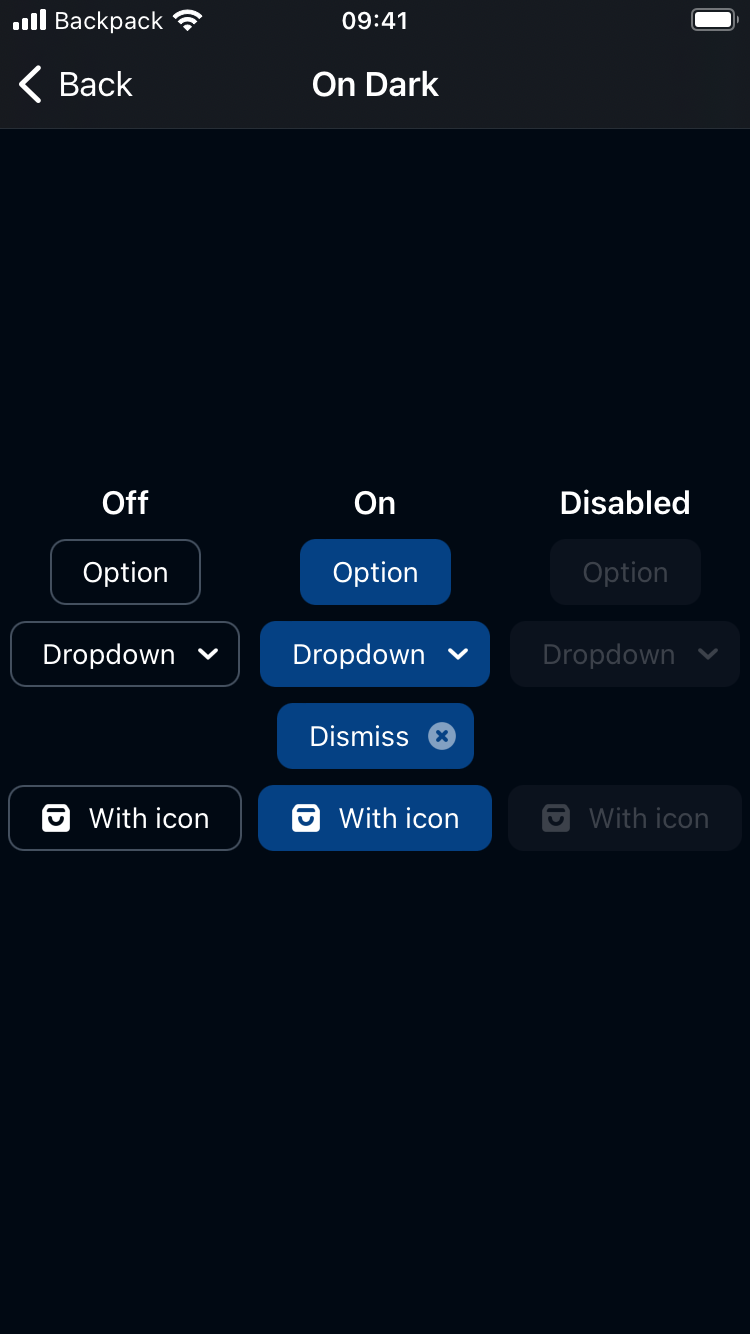 Backpack 09:41
Back On Dark
Off On Disabled
Option Option Option
Dropdown Dropdown Dropdown
Dismiss
With icon With icon With icon